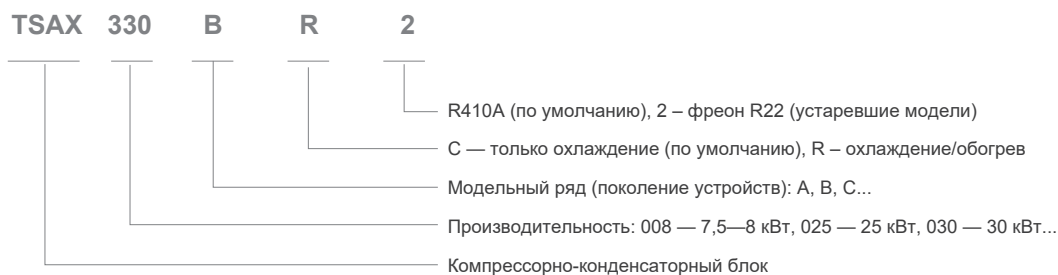 TSAX 330 B R 2
R410A (по умолчанию), 2 – фреон R22 (устаревшие модели)
C — только охлаждение (по умолчанию), R – охлаждение/обогрев
Модельный ряд (поколение устройств): A, B, C...
Производительность: 008 — 7,5—8 кВт, 025 — 25 кВт, 030 — 30 кВт...
Компрессорно-конденсаторный блок